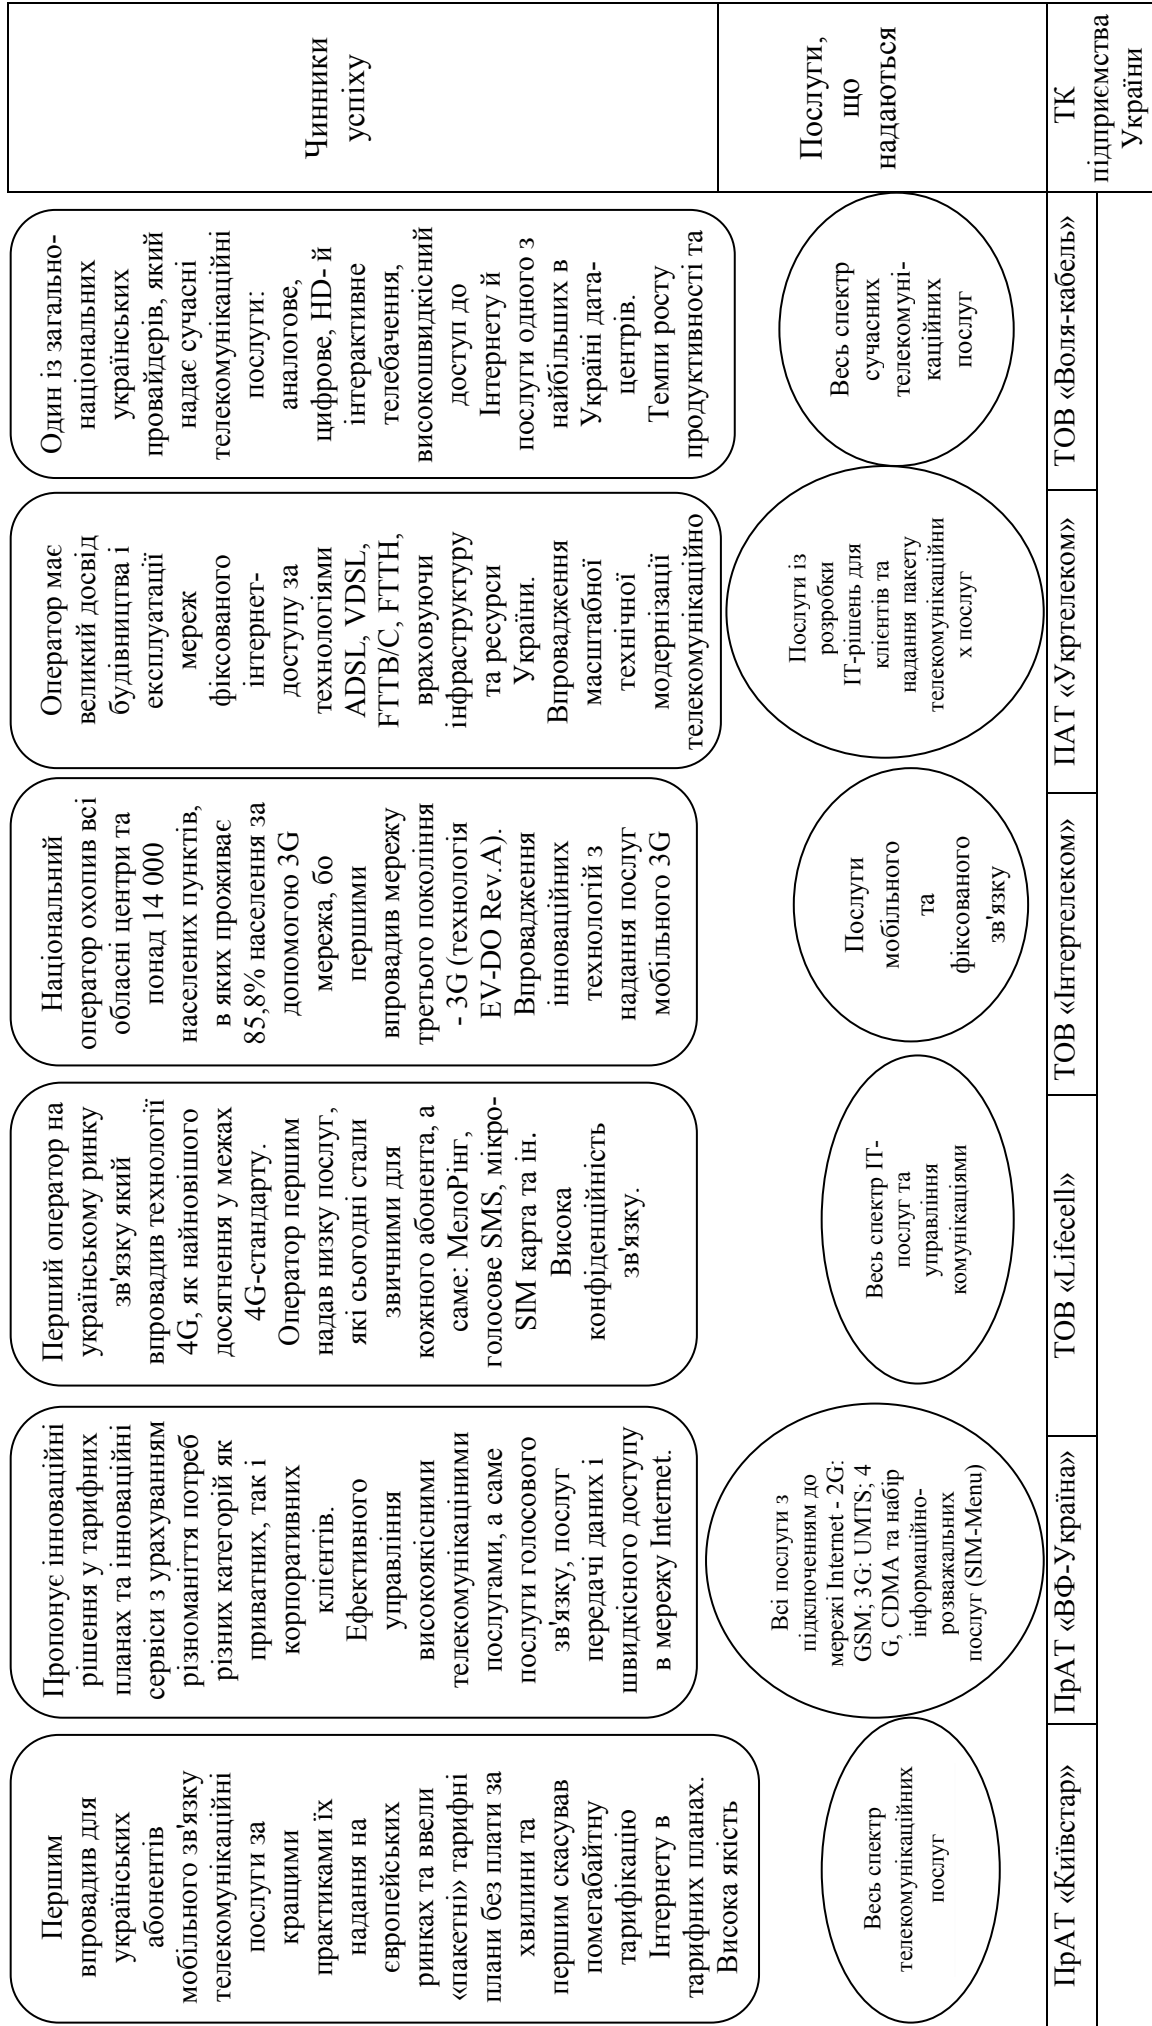 Чинники
успіху
Першим
впровадив для
українських
абонентів
мобільного зв'язку
телекомунікаційні
послуги за
кращими
практиками їх
надання на
європейських
ринках та ввели
«пакетні» тарифні
плани без плати за
хвилини та
першим скасував
помегабайтну
тарифікацію
Інтернету в
тарифних планах.
Висока якість
Пропонує інноваційні
рішення у тарифних
планах та інноваційні
сервіси з урахуванням
різноманіття потреб
різних категорій як
приватних, так і
корпоративних
клієнтів.
Ефективного
управління
високоякісними
телекомунікаціними
послугами, а саме
послуги голосового
зв'язку, послуг
передачі даних і
швидкісного доступу
в мережу Internet.
Перший оператор на
українському ринку
зв'язку який
впровадив технології
4G, як найновішого
досягнення у межах
4G-стандарту.
Оператор першим
надав низку послуг,
які сьогодні стали
звичними для
кожного абонента, а
саме: МелоРінг,
голосове SMS, мікро-
SIM карта та ін.
Висока
конфіденційність
зв'язку.
Національний
оператор охопив всі
обласні центри та
понад 14 000
населених пунктів,
в яких проживає
85,8% населення за
допомогою 3G
мережа, бо
першими
впровадив мережу
третього покоління
- 3G (технологія
EV-DO Rev.A).
Впровадження
інноваційних
технологій з
надання послуг
мобільного 3G
Оператор має
великий досвід
будівництва і
експлуатації
мереж
фіксованого
інтернет-
доступу за
технологіями
ADSL, VDSL,
FTTB/C, FTTH,
враховуючи
інфраструктуру
та ресурси
України.
Впровадження
масштабної
технічної
модернізації
телекомунікаційно
Один із загально-
національних
українських
провайдерів, який
надає сучасні
телекомунікаційні
послуги:
аналогове,
цифрове, HD- й
інтерактивне
телебачення,
високошвидкісний
доступ до
Інтернету й
послуги одного з
найбільших в
Україні дата-
центрів.
Темпи росту
продуктивності та
Послуги,
що
надаються
Весь спектр
телекомунікаційних
послуг
Всі послуги з
підключенням до
мережі Internet - 2G:
GSM; 3G: UMTS; 4
G, CDMA та набір
інформаційно-
розважальних
послуг (SIM-Menu)
Весь спектр ІТ-
послуг та
управління
комунікаціями
Послуги
мобільного
та
фіксованого
зв'язку
Послуги із
розробки
ІТ-рішень для
клієнтів та
надання пакету
телекомунікаційни
х послуг
Весь спектр
сучасних
телекомуні-
каційних
послуг
ТК
підприємства
України
ПрАТ «Київстар»
ПрАТ «ВФ-Україна»
ТОВ «Lifecell»
ТОВ «Інтертелеком»
ПАТ «Укртелеком»
ТОВ «Воля-кабель»